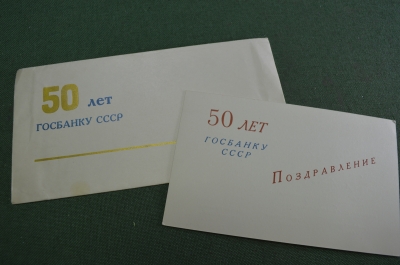 50 лет
ГОСБАНКУ СССР
50 ЛЕТ
ГОСБАНКУ
СССР
Поздравление